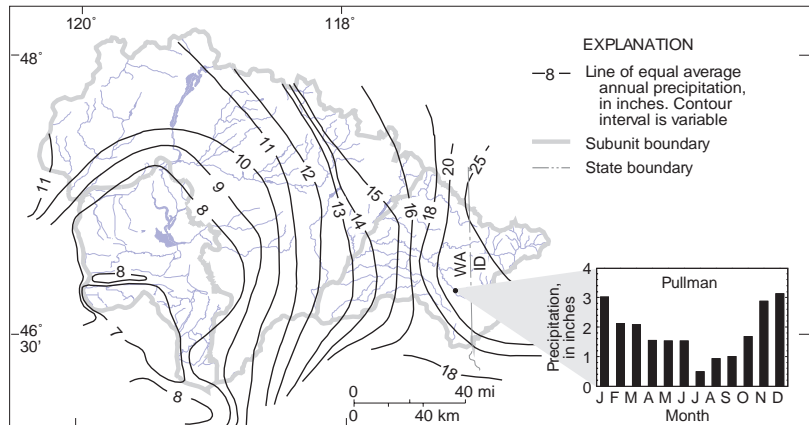 120°
118°
48°
46°
30'
EXPLANATION
8
Line of equal average
annual precipitation,
in inches. Contour
interval is variable
Subunit boundary
State boundary
11
10
9
8
11
12
13
14
15
16
18
20
25
8
7
8
18
WA
ID
0 40 mi
0 40 km
Pullman
Precipitation,
in inches
4
3
2
1
0
J F M A M J J A S O N D
Month